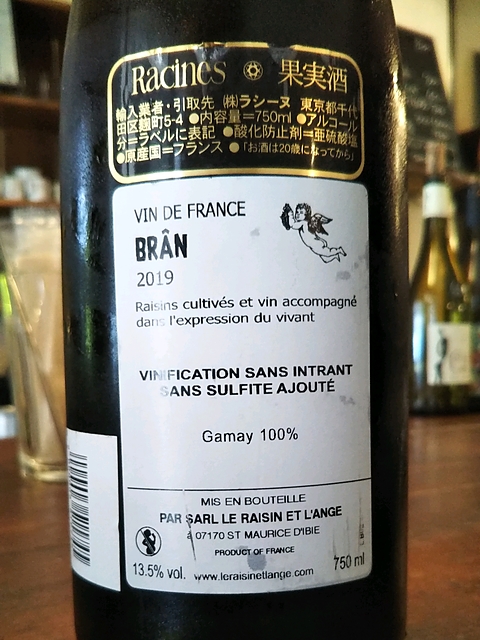 Racines 果実酒
輸入業者・引取先 ㈱ラシーヌ 東京都千代
田区麹町5-4 ●内容量=750ml ●アルコール
分=ラベルに表記 ●酸化防止剤=亜硫酸塩
●原産国=フランス ●「お酒は20歳になってから」
VIN DE FRANCE
BRÂN
2019
Raisins cultivés et vin accompagné
dans l'expression du vivant
VINIFICATION SANS INTRANT
SANS SULFITE AJOUTÉ
Gamay 100%
MIS EN BOUTEILLE
PAR SARL LE RAISIN ET L'ANGE
à 07170 ST MAURICE D'IBIE
PRODUCT OF FRANCE
13.5% vol. www.leraisinetlange.com 750 ml